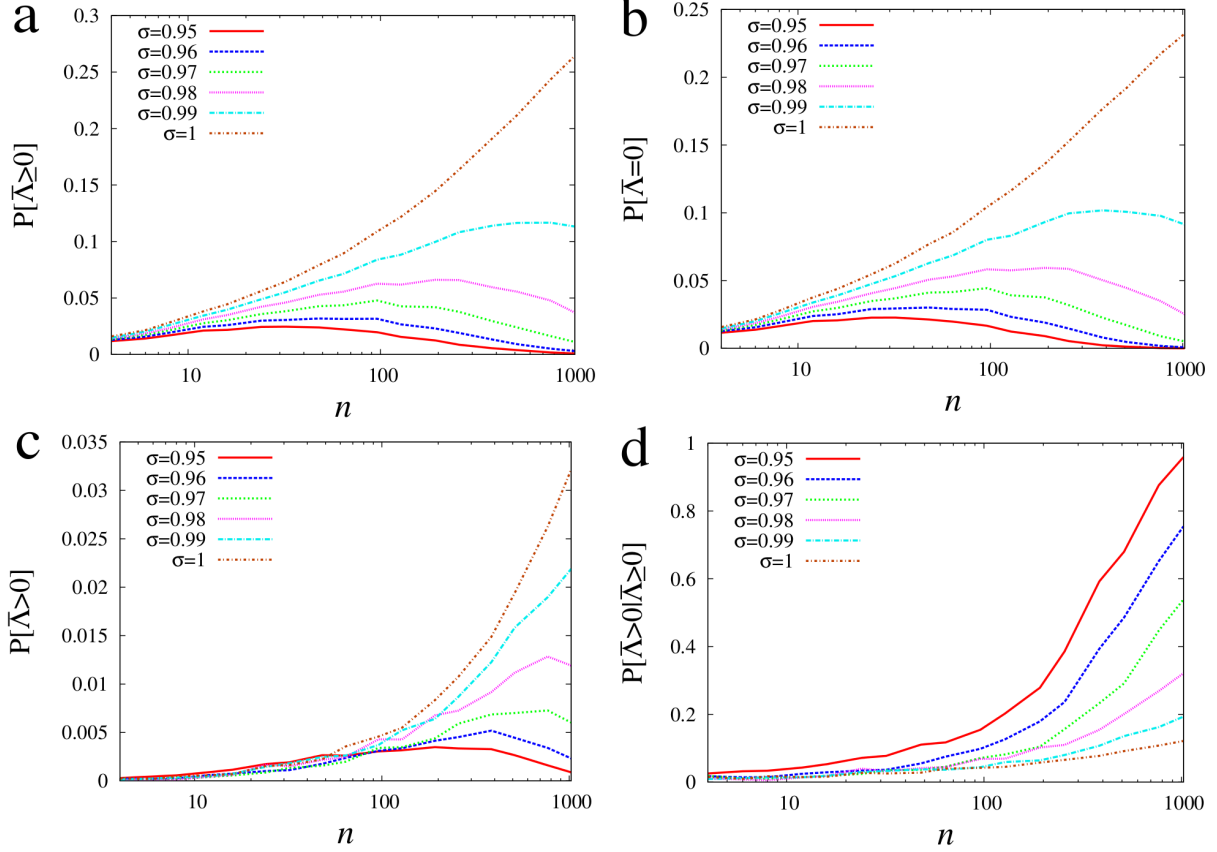 a
P[Λ̅≥0]
0.3
0.25
0.2
0.15
0.1
0.05
0
σ=0.95
σ=0.96
σ=0.97
σ=0.98
σ=0.99
σ=1
10
100
1000
n
b
P[Λ̅=0]
0.25
0.2
0.15
0.1
0.05
0
σ=0.95
σ=0.96
σ=0.97
σ=0.98
σ=0.99
σ=1
10
100
1000
n
c
P[Λ̅>0]
0.035
0.03
0.025
0.02
0.015
0.01
0.005
0
σ=0.95
σ=0.96
σ=0.97
σ=0.98
σ=0.99
σ=1
10
100
1000
n
d
P[Λ̅>0|Λ̅≥0]
1
0.8
0.6
0.4
0.2
0
σ=0.95
σ=0.96
σ=0.97
σ=0.98
σ=0.99
σ=1
10
100
1000
n